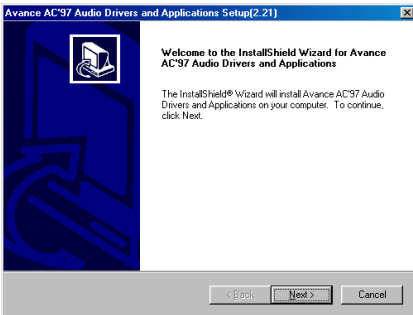 Avance AC'97 Audio Drivers and Applications Setup(2.21)
Welcome to the InstallShield Wizard for Avance
AC'97 Audio Drivers and Applications
The InstallShield® Wizard will install Avance AC'97 Audio
Drivers and Applications on your computer. To continue,
click Next.
< Back
Next >
Cancel